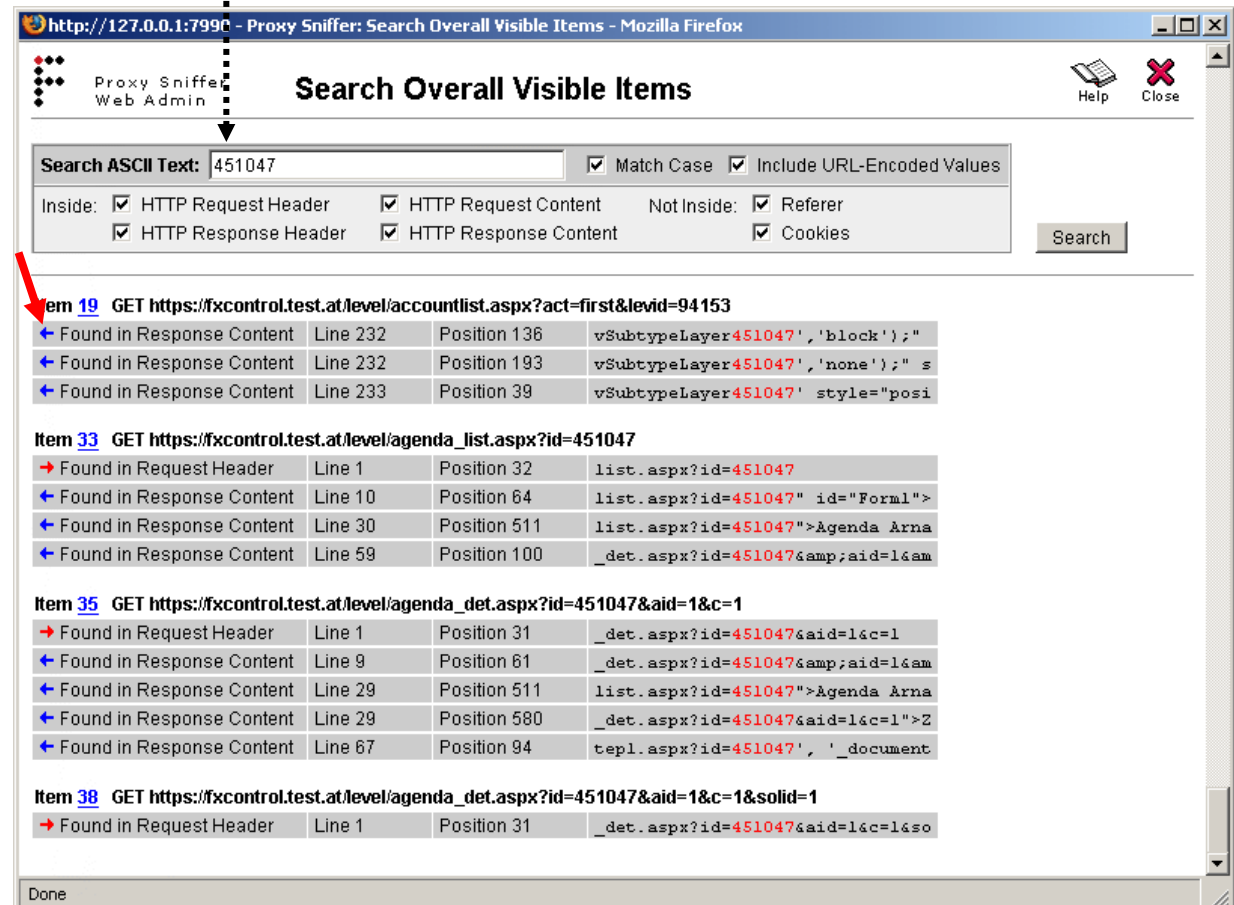 http://127.0.0.1:7990 - Proxy Sniffer: Search Overall Visible Items - Mozilla Firefox
Proxy Sniffer
Web Admin
Search Overall Visible Items
Help
Close
Search ASCII Text: 451047 Match Case Include URL-Encoded Values
Inside: HTTP Request Header HTTP Request Content Not Inside: Referer
HTTP Response Header HTTP Response Content Cookies
Search
Item 19 GET https://fxcontrol.test.at/level/accountlist.aspx?act=first&levid=94153
Found in Response Content Line 232 Position 136 vSubtypeLayer451047','block');"
Found in Response Content Line 232 Position 193 vSubtypeLayer451047','none');" s
Found in Response Content Line 233 Position 39 vSubtypeLayer451047' style="posi
Item 33 GET https://fxcontrol.test.at/level/agenda_list.aspx?id=451047
Found in Request Header Line 1 Position 32 list.aspx?id=451047
Found in Response Content Line 10 Position 64 list.aspx?id=451047" id="Form1">
Found in Response Content Line 30 Position 511 list.aspx?id=451047">Agenda Arna
Found in Response Content Line 59 Position 100 _det.aspx?id=451047&amp;aid=1&am
Item 35 GET https://fxcontrol.test.at/level/agenda_det.aspx?id=451047&aid=1&c=1
Found in Request Header Line 1 Position 31 _det.aspx?id=451047&aid=1&c=1
Found in Response Content Line 9 Position 61 _det.aspx?id=451047&amp;aid=1&am
Found in Response Content Line 29 Position 511 list.aspx?id=451047">Agenda Arna
Found in Response Content Line 29 Position 580 _det.aspx?id=451047&aid=1&c=1">Z
Found in Response Content Line 67 Position 94 tepl.aspx?id=451047', '_document
Item 38 GET https://fxcontrol.test.at/level/agenda_det.aspx?id=451047&aid=1&c=1&solid=1
Found in Request Header Line 1 Position 31 _det.aspx?id=451047&aid=1&c=1&so
Done